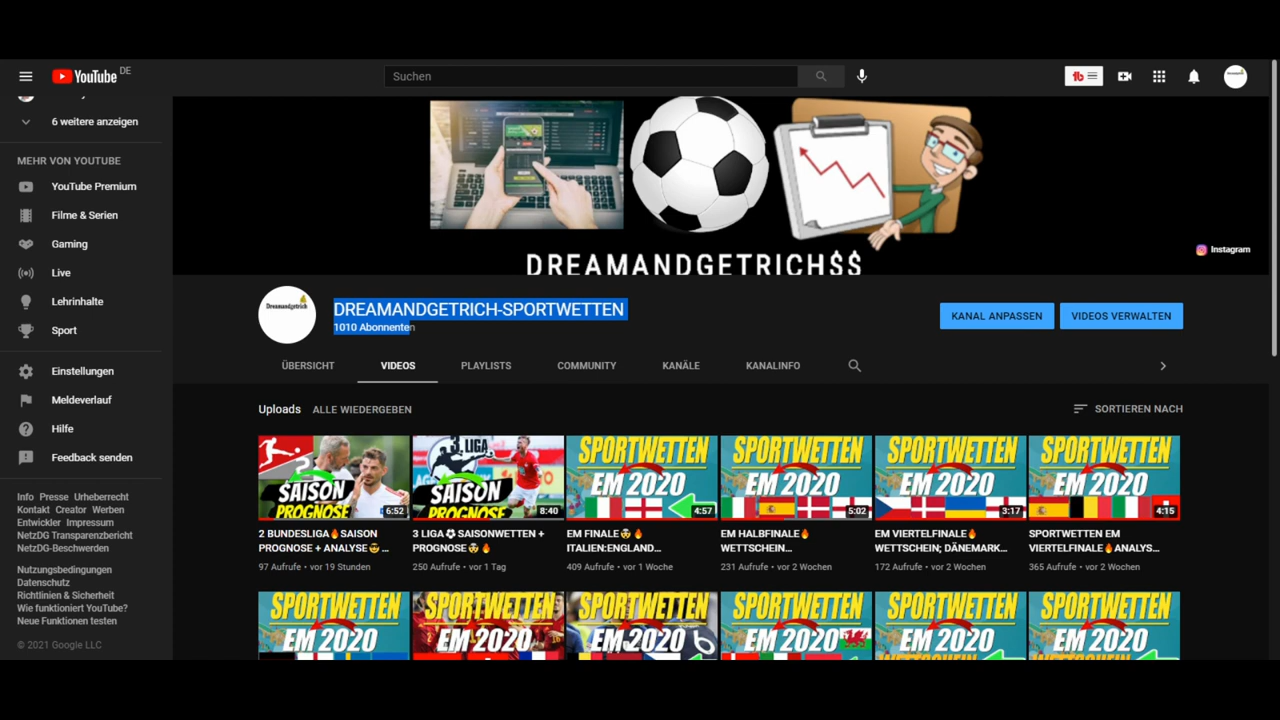 YouTube DE
Suchen
6 weitere anzeigen
MEHR VON YOUTUBE
YouTube Premium
Filme & Serien
Gaming
Live
Lehrinhalte
Sport
Einstellungen
Meldeverlauf
Hilfe
Feedback senden
Info Presse Urheberrecht
Kontakt Creator Werben
Entwickler Impressum
NetzDG Transparenzbericht
NetzDG-Beschwerden
Nutzungsbedingungen
Datenschutz
Richtlinien & Sicherheit
Wie funktioniert YouTube?
Neue Funktionen testen
© 2021 Google LLC
DREAMANDGETRICH$$
Instagram
Dreamandgetrich
DREAMANDGETRICH-SPORTWETTEN
1010 Abonnenten
KANAL ANPASSEN
VIDEOS VERWALTEN
ÜBERSICHT
VIDEOS
PLAYLISTS
COMMUNITY
KANÄLE
KANALINFO
Uploads
ALLE WIEDERGEBEN
SORTIEREN NACH
SAISON
PROGNOSE
6:52
3. LIGA
SAISON
PROGNOSE
8:40
SPORTWETTEN
EM 2020
4:57
SPORTWETTEN
EM 2020
5:02
SPORTWETTEN
EM 2020
3:17
SPORTWETTEN
EM 2020
4:15
2 BUNDESLIGA🔥SAISON
PROGNOSE + ANALYSE😎...
97 Aufrufe • vor 19 Stunden
3 LIGA⚽SAISONWETTEN +
PROGNOSE🤯🔥
250 Aufrufe • vor 1 Tag
EM FINALE🤯🔥
ITALIEN:ENGLAND...
409 Aufrufe • vor 1 Woche
EM HALBFINALE🔥
WETTSCHEIN...
231 Aufrufe • vor 2 Wochen
EM VIERTELFINALE🔥
WETTSCHEIN; DÄNEMARK...
172 Aufrufe • vor 2 Wochen
SPORTWETTEN EM
VIERTELFINALE🔥ANALYS...
365 Aufrufe • vor 2 Wochen
SPORTWETTEN
EM 2020
SPORTWETTEN
EM 2020
SPORTWETTEN
EM 2020
SPORTWETTEN
EM 2020
SPORTWETTEN
EM 2020
WETTSCHEIN
SPORTWETTEN
EM 2020
WETTSCHEIN